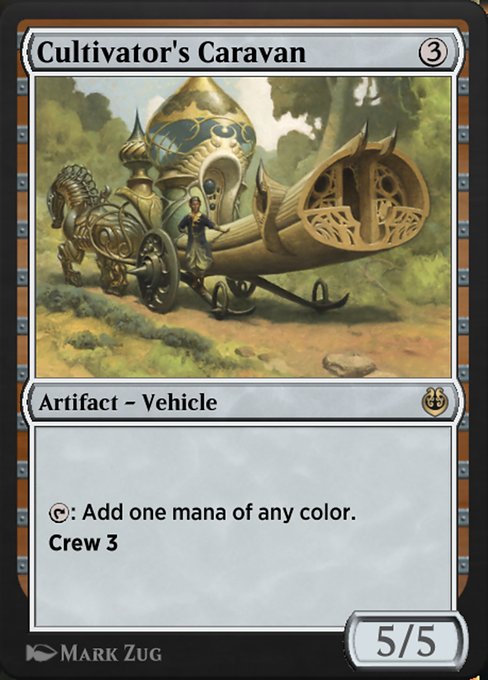 Cultivator's Caravan 3
Artifact – Vehicle
: Add one mana of any color.
Crew 3
5/5
Mark Zug